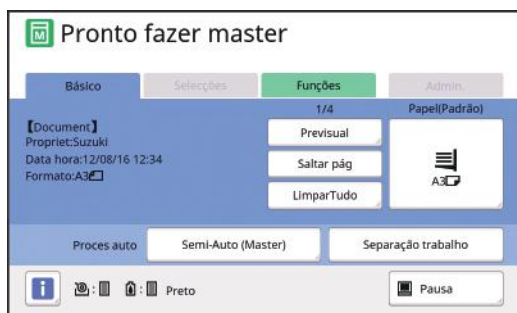 Pronto fazer master
Básico
Selecções
Funções
Admin.
【Document】
Propriet:Suzuki
Data hora:12/08/16 12:34
Formato:A3
1/4
Previsual
Saltar pág
LimparTudo
Papel(Padrão)
A3
Proces auto
Semi-Auto (Master)
Separação trabalho
i
: : Preto
Pausa